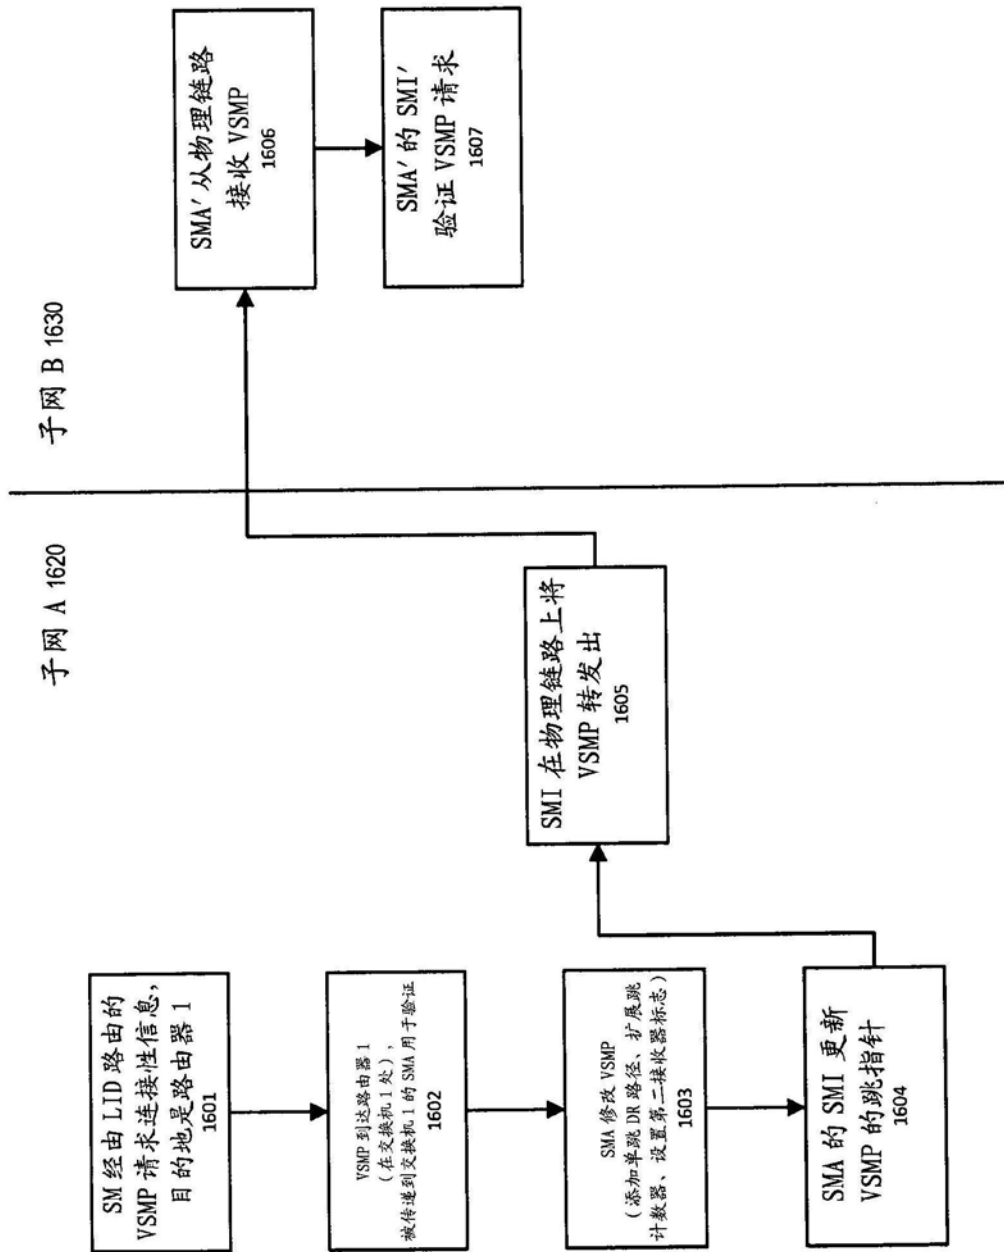 子网 A 1620
子网 B 1630
SM 经由 LID 路由的
VSMP 请求连接性信息,
目的地是路由器 1
1601
VSMP 到达路由器 1
(在交换机 1 处),
被传递到交换机 1 的 SMA 用于验证
1602
SMA 修改 VSMP
(添加单跳 DR 路径、扩展跳
计数器、设置第二接收器标志)
1603
SMA 的 SMI 更新
VSMP 的跳指针
1604
SMI 在物理链路上将
VSMP 转发出
1605
SMA′ 从物理链路
接收 VSMP
1606
SMA′ 的 SMI′
验证 VSMP 请求
1607